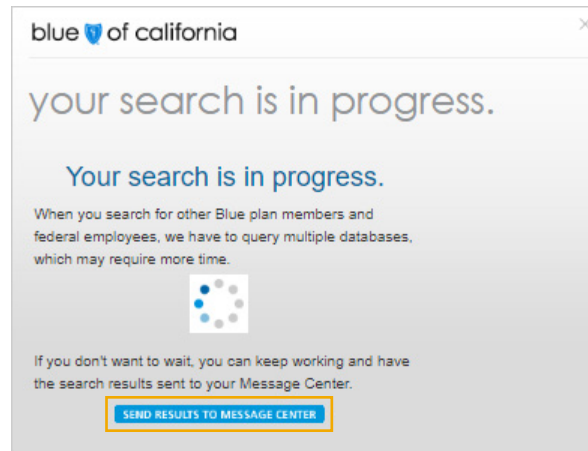 blue of california
your search is in progress.
Your search is in progress.
When you search for other Blue plan members and
federal employees, we have to query multiple databases,
which may require more time.
If you don't want to wait, you can keep working and have
the search results sent to your Message Center.
SEND RESULTS TO MESSAGE CENTER